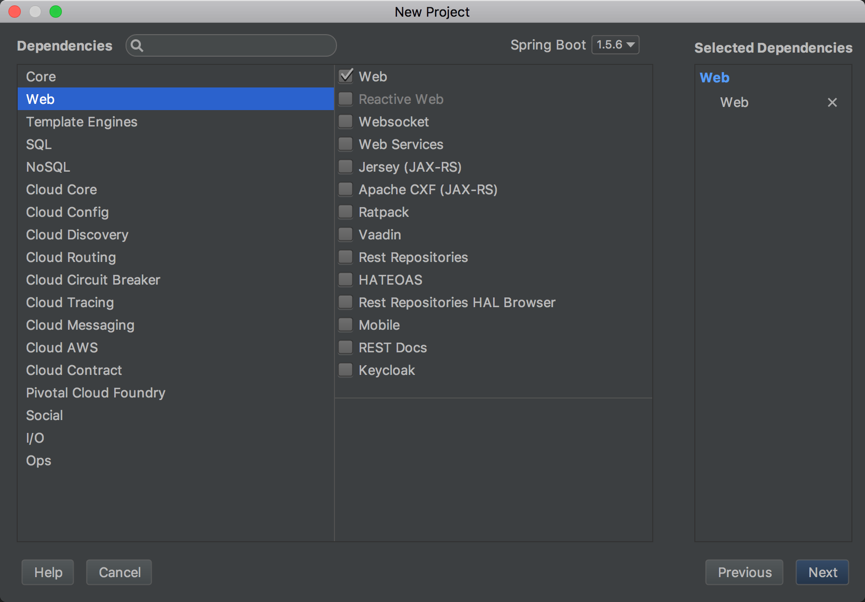 New Project
Dependencies
Spring Boot 1.5.6
Selected Dependencies
Core
Web
Template Engines
SQL
NoSQL
Cloud Core
Cloud Config
Cloud Discovery
Cloud Routing
Cloud Circuit Breaker
Cloud Tracing
Cloud Messaging
Cloud AWS
Cloud Contract
Pivotal Cloud Foundry
Social
I/O
Ops
Web
Reactive Web
Websocket
Web Services
Jersey (JAX-RS)
Apache CXF (JAX-RS)
Ratpack
Vaadin
Rest Repositories
HATEOAS
Rest Repositories HAL Browser
Mobile
REST Docs
Keycloak
Web
Web
Help
Cancel
Previous
Next